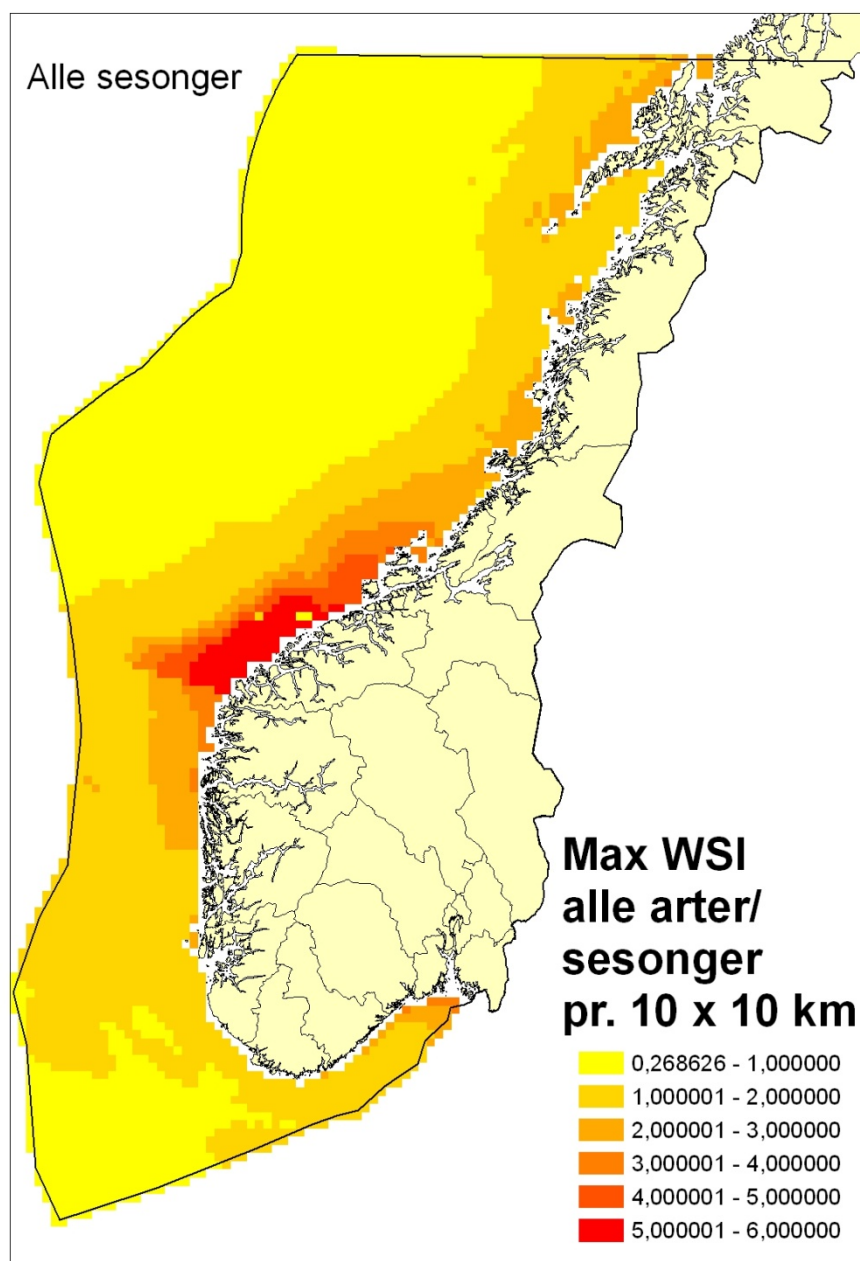 Alle sesonger
Max WSI
alle arter/
sesonger
pr. 10 x 10 km
0,268626 - 1,000000
1,000001 - 2,000000
2,000001 - 3,000000
3,000001 - 4,000000
4,000001 - 5,000000
5,000001 - 6,000000